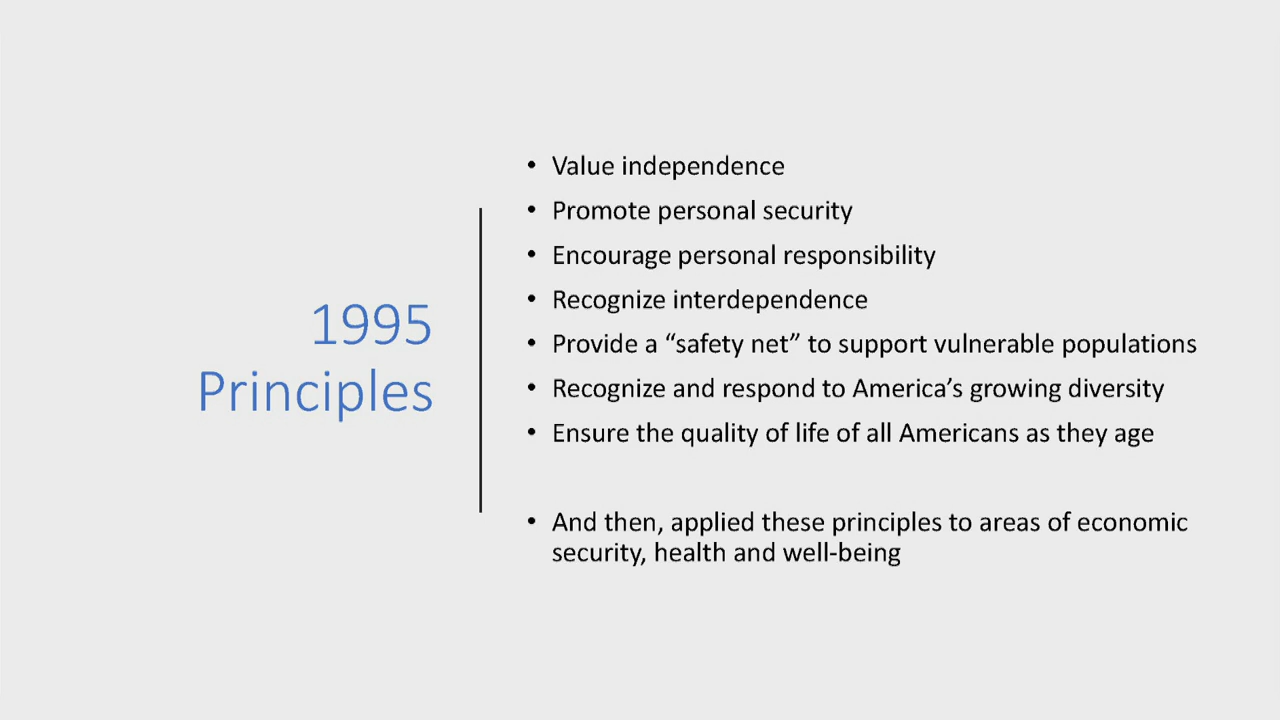 1995
Principles
• Value independence
• Promote personal security
• Encourage personal responsibility
• Recognize interdependence
• Provide a “safety net” to support vulnerable populations
• Recognize and respond to America’s growing diversity
• Ensure the quality of life of all Americans as they age
• And then, applied these principles to areas of economic
security, health and well-being